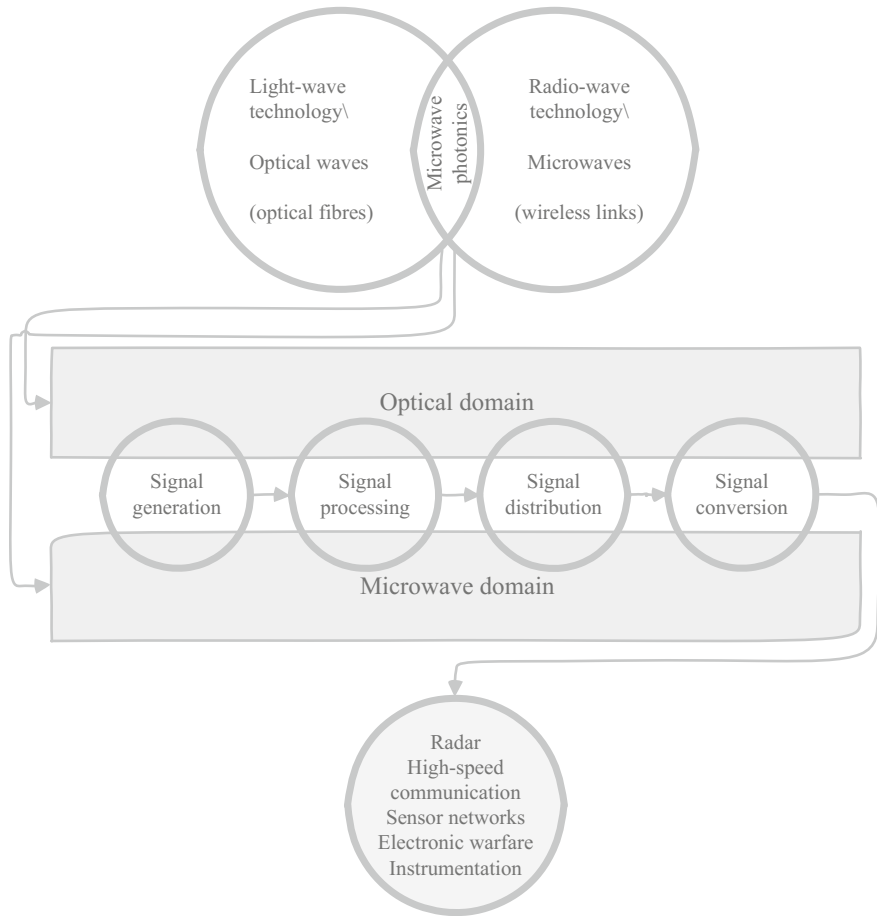 Light-wave
technology\
Optical waves
(optical fibres)
Microwave
photonics
Radio-wave
technology\
Microwaves
(wireless links)
Optical domain
Signal
generation
Signal
processing
Signal
distribution
Signal
conversion
Microwave domain
Radar
High-speed
communication
Sensor networks
Electronic warfare
Instrumentation